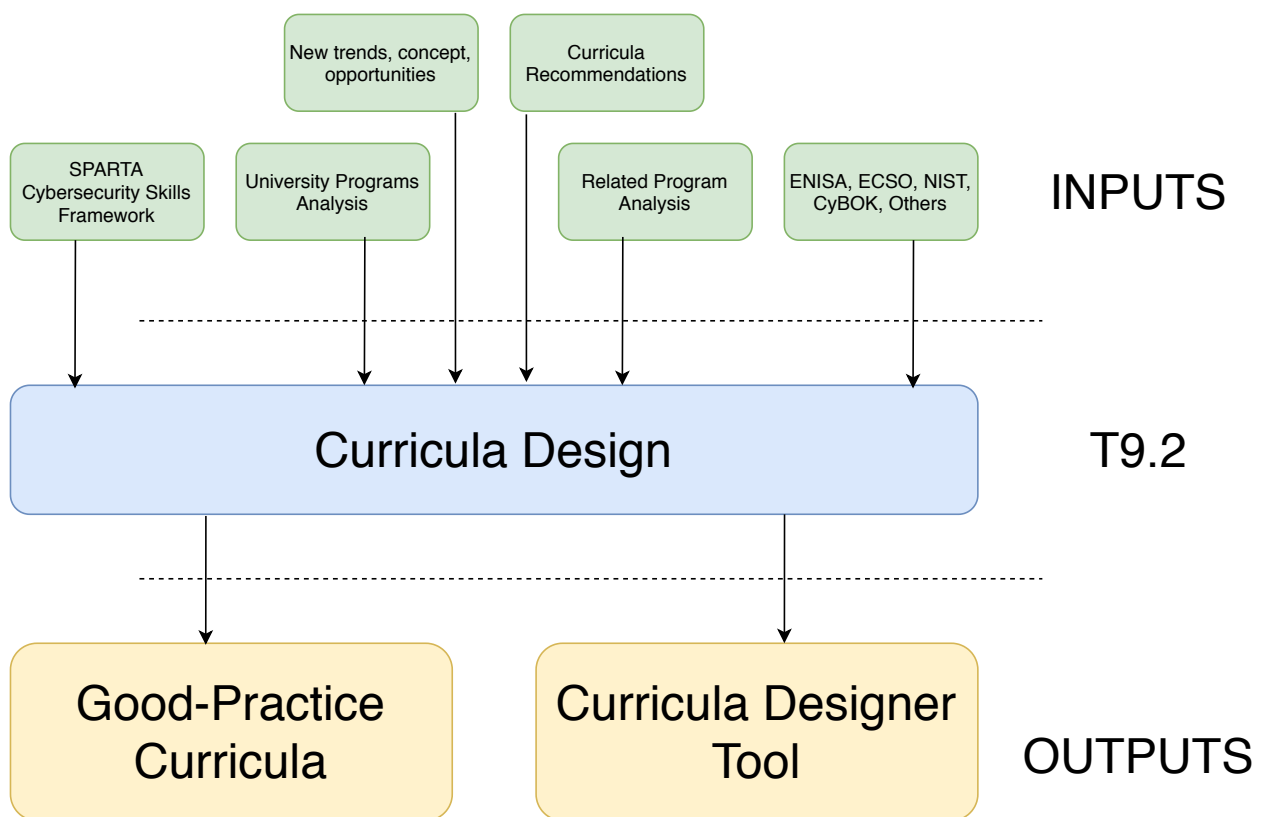 New trends, concept,
opportunities
Curricula
Recommendations
SPARTA
Cybersecurity Skills
Framework
University Programs
Analysis
Related Program
Analysis
ENISA, ECSO, NIST,
CyBOK, Others
INPUTS
Curricula Design
T9.2
Good-Practice
Curricula
Curricula Designer
Tool
OUTPUTS